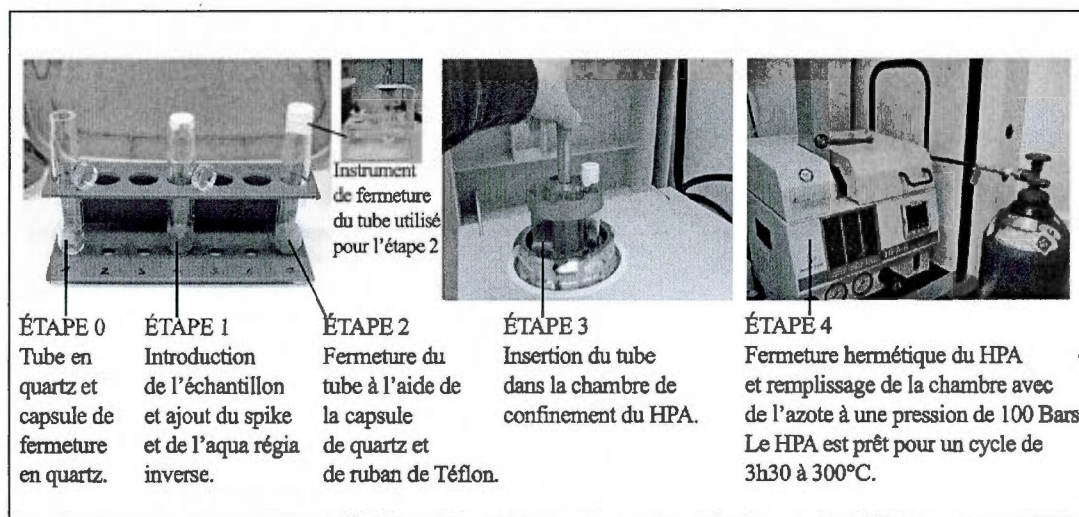 Instrument
de fermeture
du tube utilisé
pour l'étape 2
ÉTAPE 0
Tube en
quartz et
capsule de
fermeture
en quartz.
ÉTAPE 1
Introduction
de l'échantillon
et ajout du spike
et de l'aqua régia
inverse.
ÉTAPE 2
Fermeture du
tube à l'aide de
la capsule
de quartz et
de ruban de Téflon.
ÉTAPE 3
Insertion du tube
dans la chambre de
confinement du HPA.
ÉTAPE 4
Fermeture hermétique du HPA
et remplissage de la chambre avec
de l'azote à une pression de 100 Bars
Le HPA est prêt pour un cycle de
3h30 à 300°C.